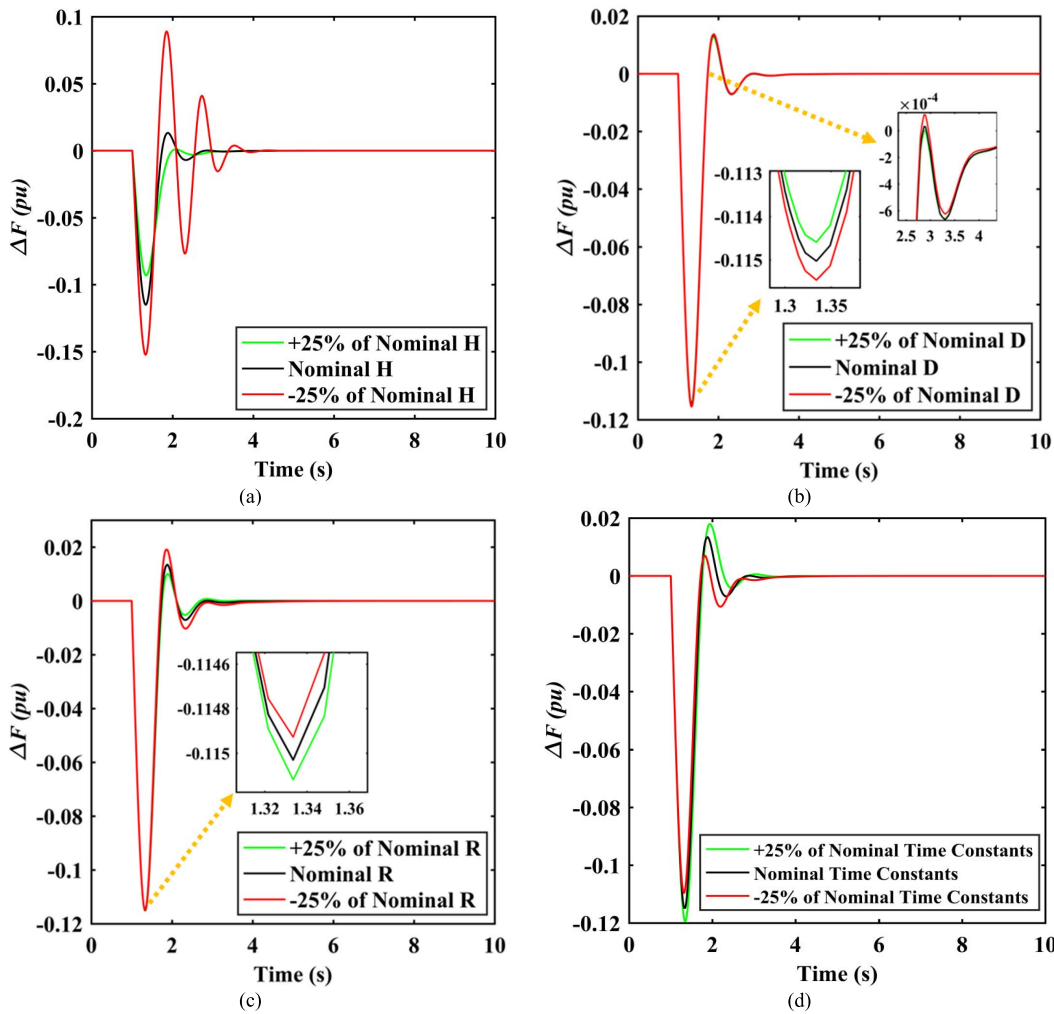 0.1
0.05
0
-0.05
-0.1
-0.15
-0.2
ΔF (pu)
+25% of Nominal H
Nominal H
-25% of Nominal H
0 2 4 6 8 10
Time (s)
(a)
0.02
0
-0.02
-0.04
-0.06
-0.08
-0.1
-0.12
ΔF (pu)
×10⁻⁴
0
-2
-4
-6
2.5 3 3.5 4
-0.113
-0.114
-0.115
1.3 1.35
+25% of Nominal D
Nominal D
-25% of Nominal D
0 2 4 6 8 10
Time (s)
(b)
0.02
0
-0.02
-0.04
-0.06
-0.08
-0.1
-0.12
ΔF (pu)
-0.1146
-0.1148
-0.115
1.32 1.34 1.36
+25% of Nominal R
Nominal R
-25% of Nominal R
0 2 4 6 8 10
Time (s)
(c)
0.02
0
-0.02
-0.04
-0.06
-0.08
-0.1
-0.12
ΔF (pu)
+25% of Nominal Time Constants
Nominal Time Constants
-25% of Nominal Time Constants
0 2 4 6 8 10
Time (s)
(d)